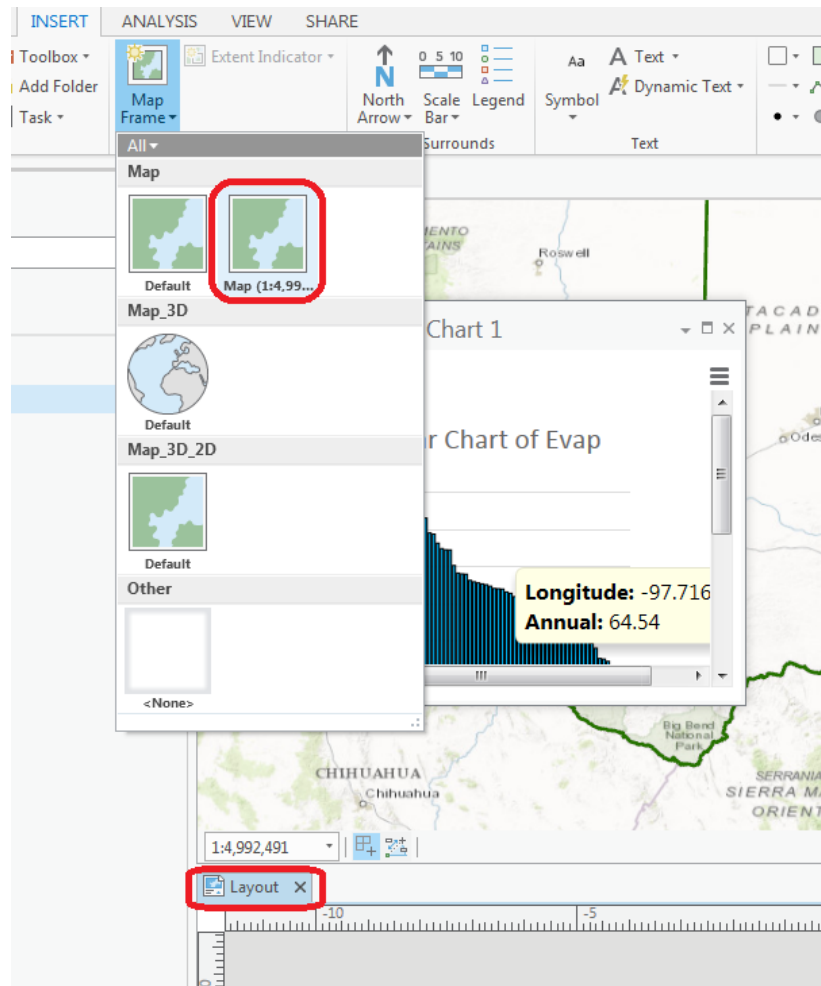 INSERT ANALYSIS VIEW SHARE
Toolbox
Add Folder
Task
Map Frame
Extent Indicator
North Arrow
0 5 10
Scale Bar
Legend
Surrounds
Aa
Symbol
A Text
Dynamic Text
Text
All
Map
Default
Map (1:4,99...
Map_3D
Default
Map_3D_2D
Default
Other
<None>
Roswell
Chart 1
r Chart of Evap
Longitude: -97.716
Annual: 64.54
PLAIN
Big Bend
National
Park
CHIHUAHUA
Chihuahua
SERRANIA
SIERRA M
ORIENT
1:4,992,491
Layout
-10 -5